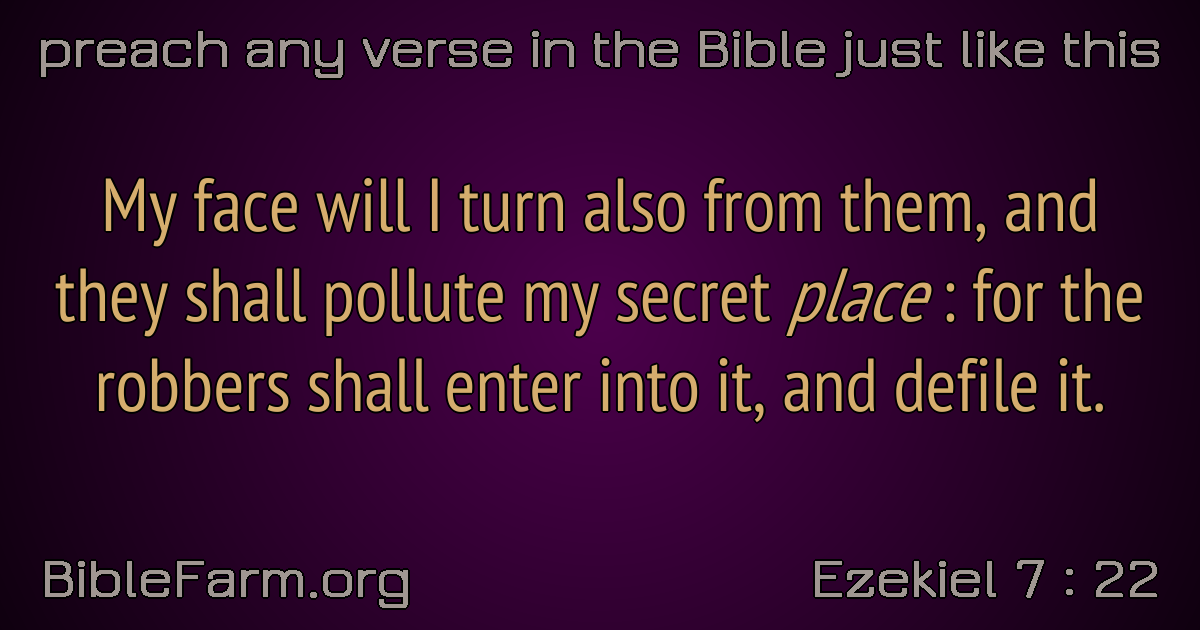 preach any verse in the Bible just like this
My face will I turn also from them, and
they shall pollute my secret place : for the
robbers shall enter into it, and defile it.
BibleFarm.org
Ezekiel 7 : 22